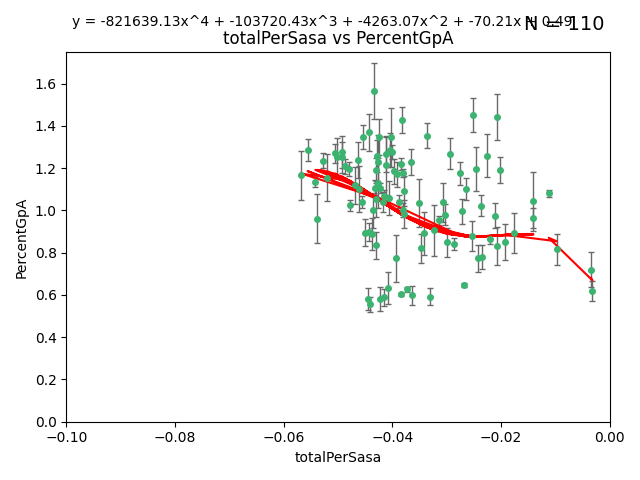 y = -821639.13x^4 + -103720.43x^3 + -4263.07x^2 + -70.21x + 0.49
N = 110
totalPerSasa vs PercentGpA
PercentGpA
1.6
1.4
1.2
1.0
0.8
0.6
0.4
0.2
0.0
−0.10 −0.08 −0.06 −0.04 −0.02 0.00
totalPerSasa